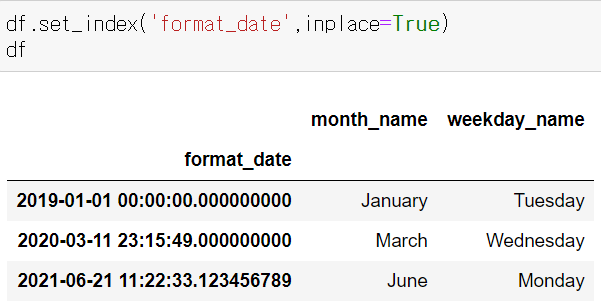 df.set_index('format_date',inplace=True)
df
month_name weekday_name
format_date
2019-01-01 00:00:00.000000000 January Tuesday
2020-03-11 23:15:49.000000000 March Wednesday
2021-06-21 11:22:33.123456789 June Monday